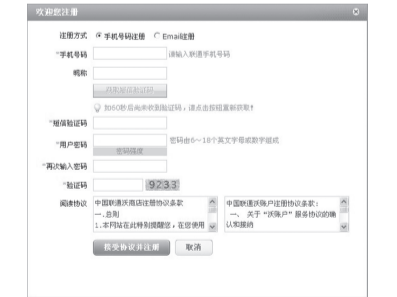 欢迎您注册
注册方式 手机号码注册 Email注册
*手机号码 请输入联通手机号码
昵称
获取短信验证码
如60秒后尚未收到验证码，请点击按钮重新获取！
*短信验证码
*用户密码 密码由6～16个英文字母或数字组成
密码强度
*再次输入密码
*验证码 9233
阅读协议
中国联通沃商店注册协议条款
一.总则
1.本网站在此特别提醒您，在您使用
中国联通沃账户注册协议条款：
一、 关于“沃账户”服务协议的确
认和接纳
接受协议并注册 取消